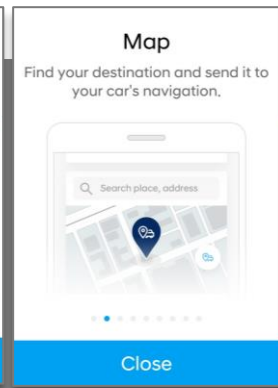 Map
Find your destination and send it to
your car's navigation.
Search place, address
Close